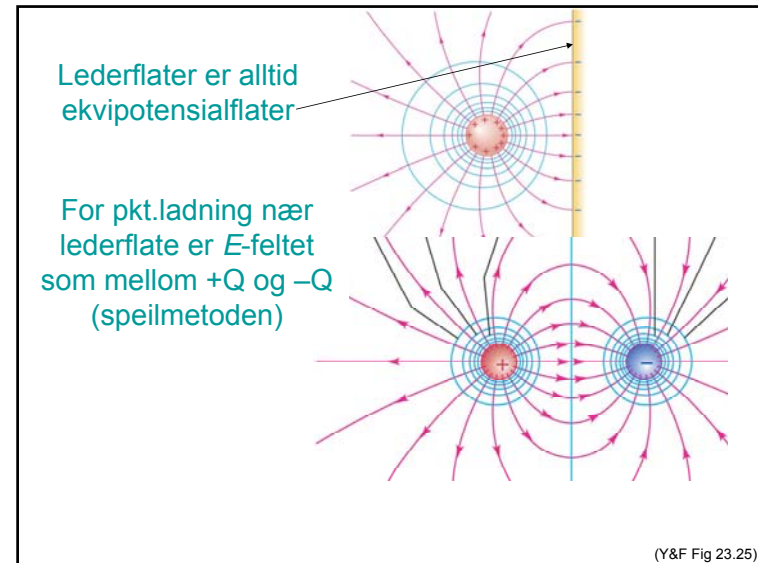 Lederflater er alltid
ekvipotensialflater
For pkt.ladning nær
lederflate er E-feltet
som mellom +Q og –Q
(speilmetoden)
(Y&F Fig 23.25)